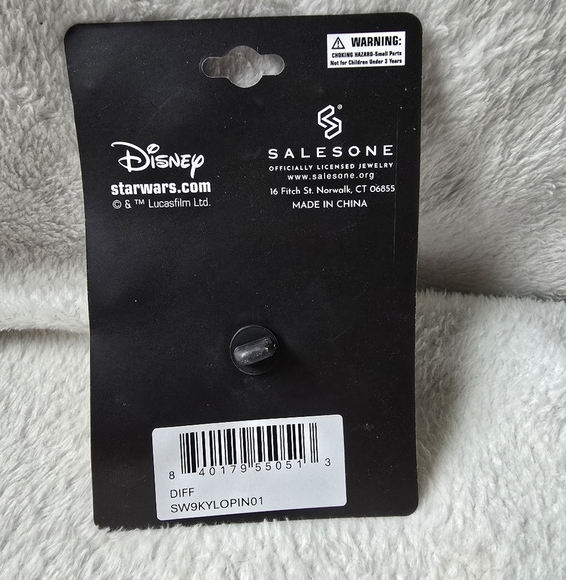 WARNING:
CHOKING HAZARD-Small Parts
Not for Children Under 3 Years
Disney
starwars.com
© & ™ Lucasfilm Ltd.
SALESONE
OFFICIALLY LICENSED JEWELRY
www.salesone.org
16 Fitch St. Norwalk, CT 06855
MADE IN CHINA
8 40179 55051 3
DIFF
SW9KYLOPIN01